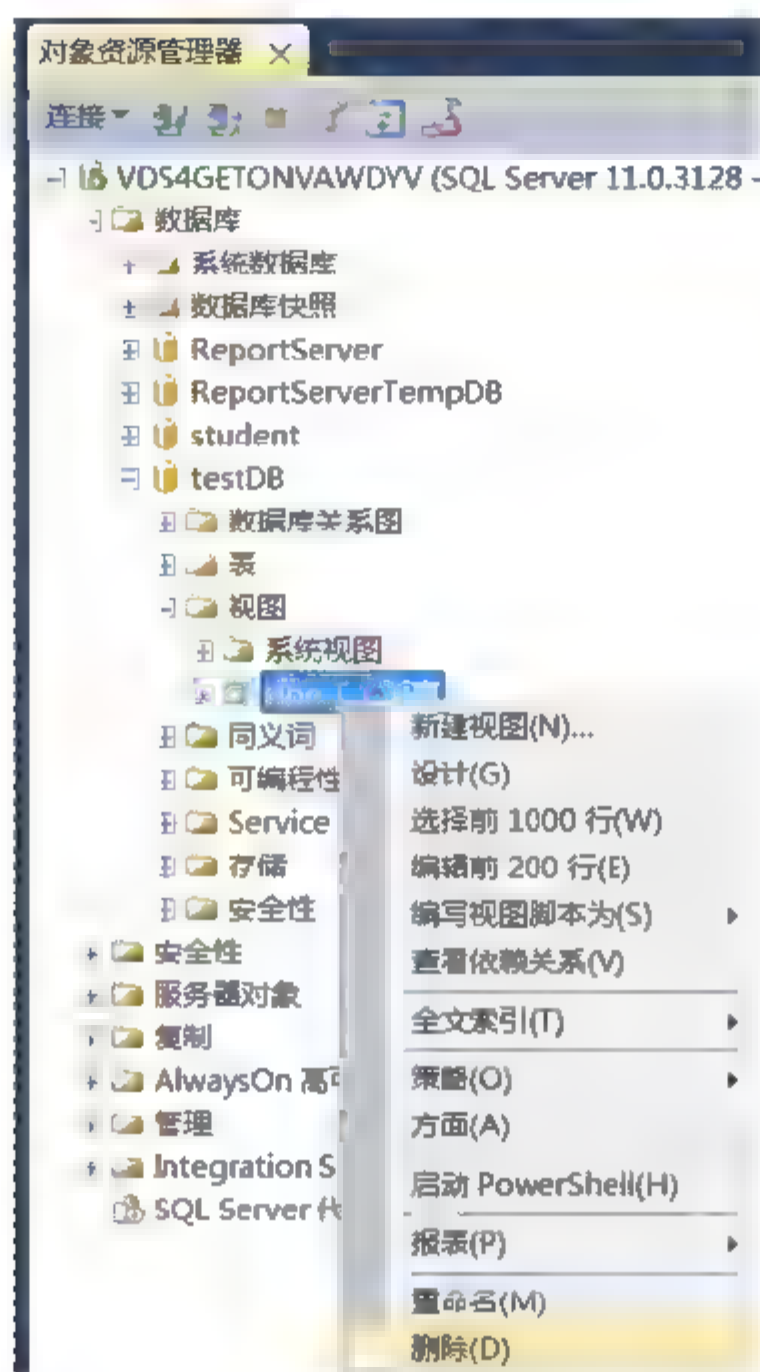 对象资源管理器
连接
VDS4GETONVAWDYV (SQL Server 11.0.3128 -
数据库
系统数据库
数据库快照
ReportServer
ReportServerTempDB
student
testDB
数据库关系图
表
视图
系统视图
同义词
可编程性
Service
存储
安全性
安全性
服务器对象
复制
AlwaysOn 高可
管理
Integration S
SQL Server 代
新建视图(N)...
设计(G)
选择前 1000 行(W)
编辑前 200 行(E)
编写视图脚本为(S)
查看依赖关系(V)
全文索引(T)
策略(O)
方面(A)
启动 PowerShell(H)
报表(P)
重命名(M)
删除(D)